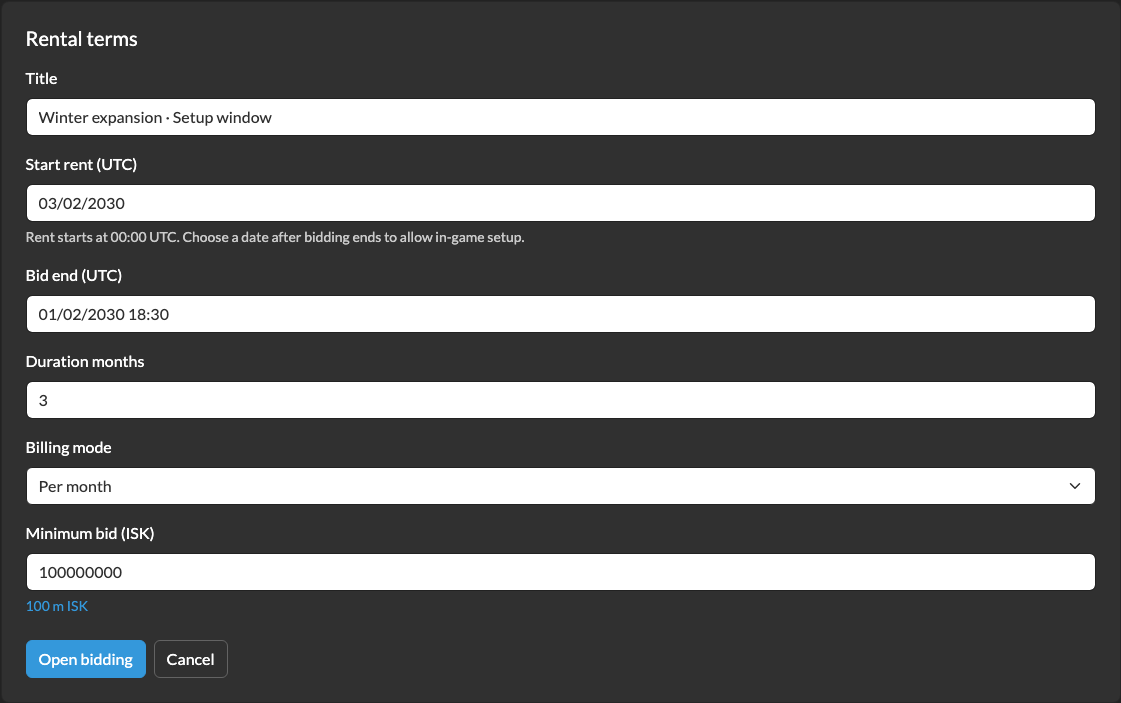 Rental terms
Title
Winter expansion · Setup window
Start rent (UTC)
03/02/2030
Rent starts at 00:00 UTC. Choose a date after bidding ends to allow in-game setup.
Bid end (UTC)
01/02/2030 18:30
Duration months
3
Billing mode
Per month
Minimum bid (ISK)
100000000
100 m ISK
Open bidding Cancel